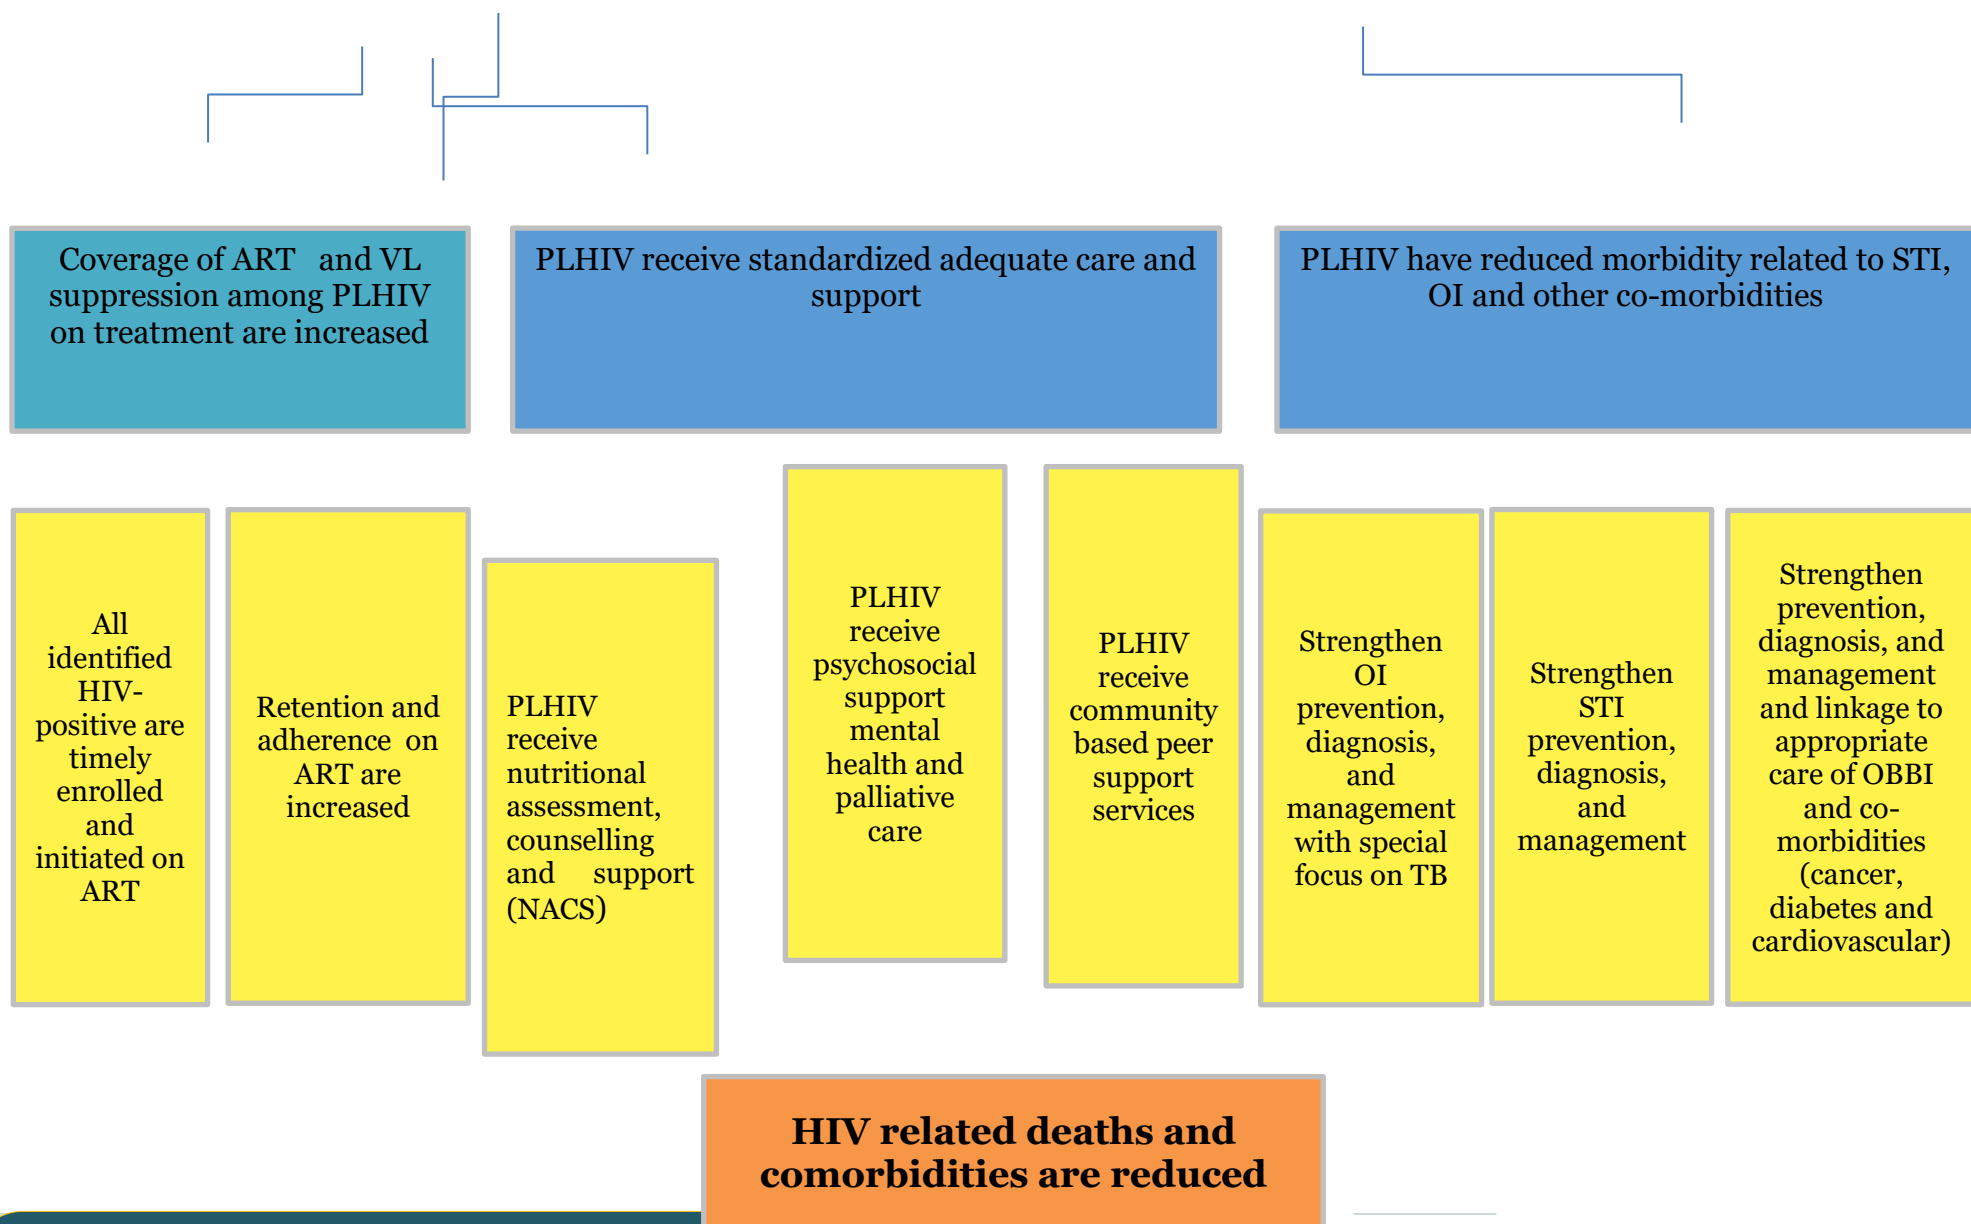 Coverage of ART and VL
suppression among PLHIV
on treatment are increased
PLHIV receive standardized adequate care and
support
PLHIV have reduced morbidity related to STI,
OI and other co-morbidities
All
identified
HIV-
positive are
timely
enrolled
and
initiated on
ART
Retention and
adherence on
ART are
increased
PLHIV
receive
nutritional
assessment,
counselling
and support
(NACS)
PLHIV
receive
psychosocial
support
mental
health and
palliative
care
PLHIV
receive
community
based peer
support
services
Strengthen
OI
prevention,
diagnosis,
and
management
with special
focus on TB
Strengthen
STI
prevention,
diagnosis,
and
management
Strengthen
prevention,
diagnosis, and
management
and linkage to
appropriate
care of OBBI
and co-
morbidities
(cancer,
diabetes and
cardiovascular)
HIV related deaths and
comorbidities are reduced